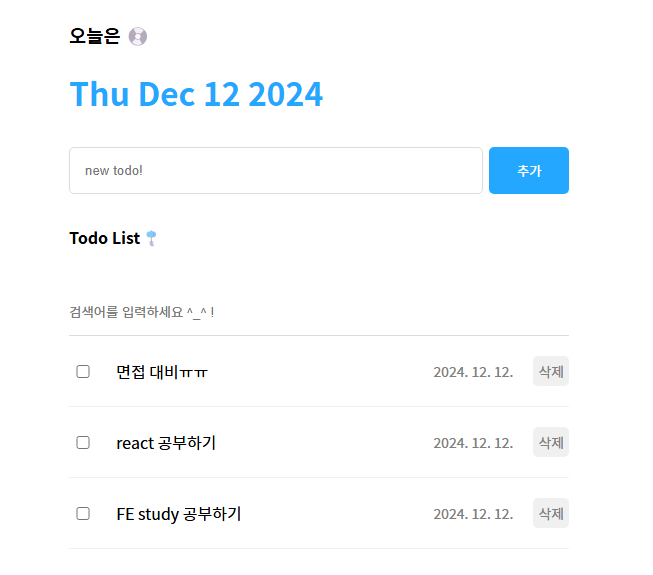 오늘은 💿
Thu Dec 12 2024
new todo!
추가
Todo List
검색어를 입력하세요 ^_^ !
면접 대비ㅠㅠ 2024. 12. 12. 삭제
react 공부하기 2024. 12. 12. 삭제
FE study 공부하기 2024. 12. 12. 삭제